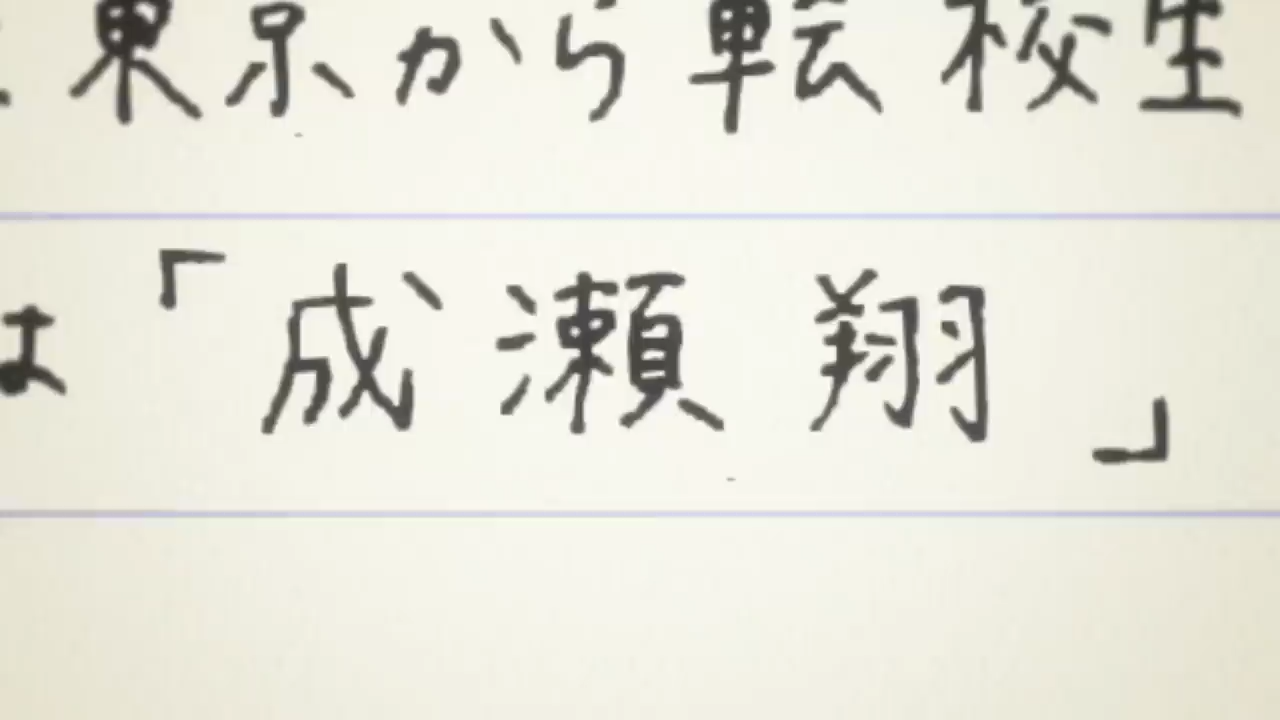 東京から転校生
は「成瀬 翔 」